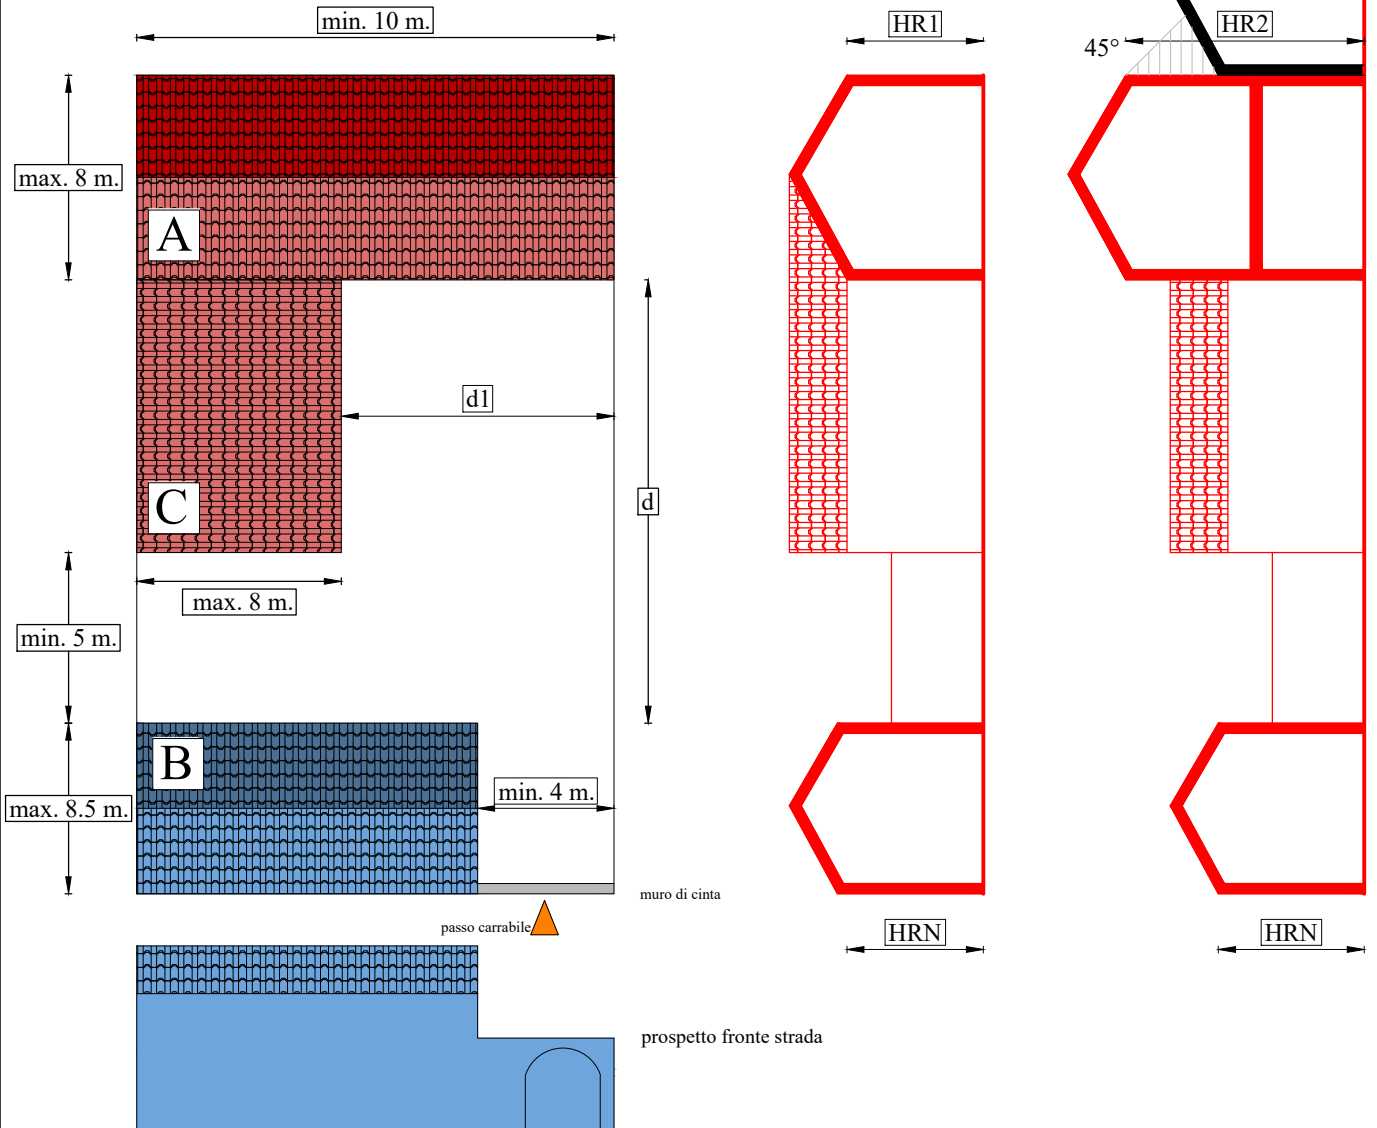 min. 10 m.
HR1
HR2
45°
max. 8 m.
A
d1
C
d
max. 8 m.
min. 5 m.
B
min. 4 m.
max. 8.5 m.
muro di cinta
passo carrabile
HRN
HRN
prospetto fronte strada